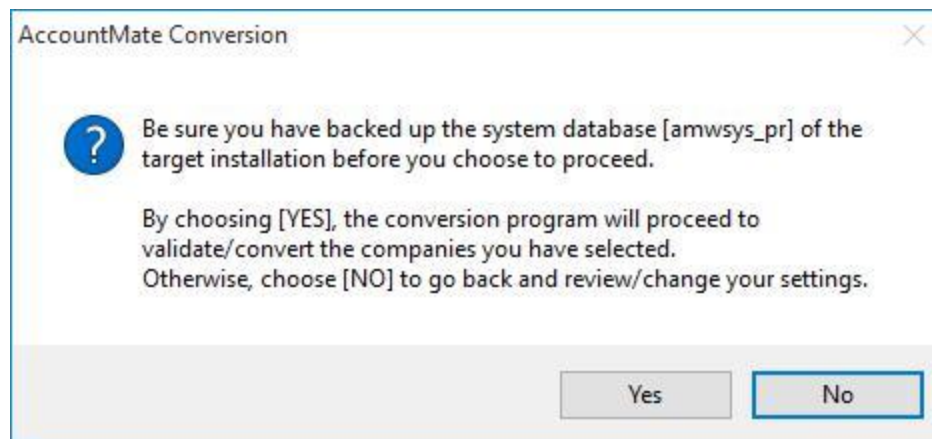 AccountMate Conversion
Be sure you have backed up the system database [amwsys_pr] of the
target installation before you choose to proceed.
By choosing [YES], the conversion program will proceed to
validate/convert the companies you have selected.
Otherwise, choose [NO] to go back and review/change your settings.
Yes No